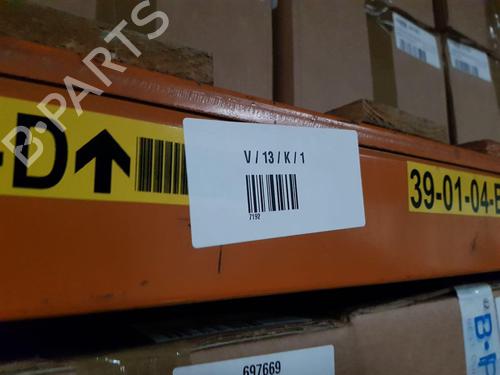 B-PARTS
-D
V / 13 / K / 1
7192
39-01-04-E
697669
B-P